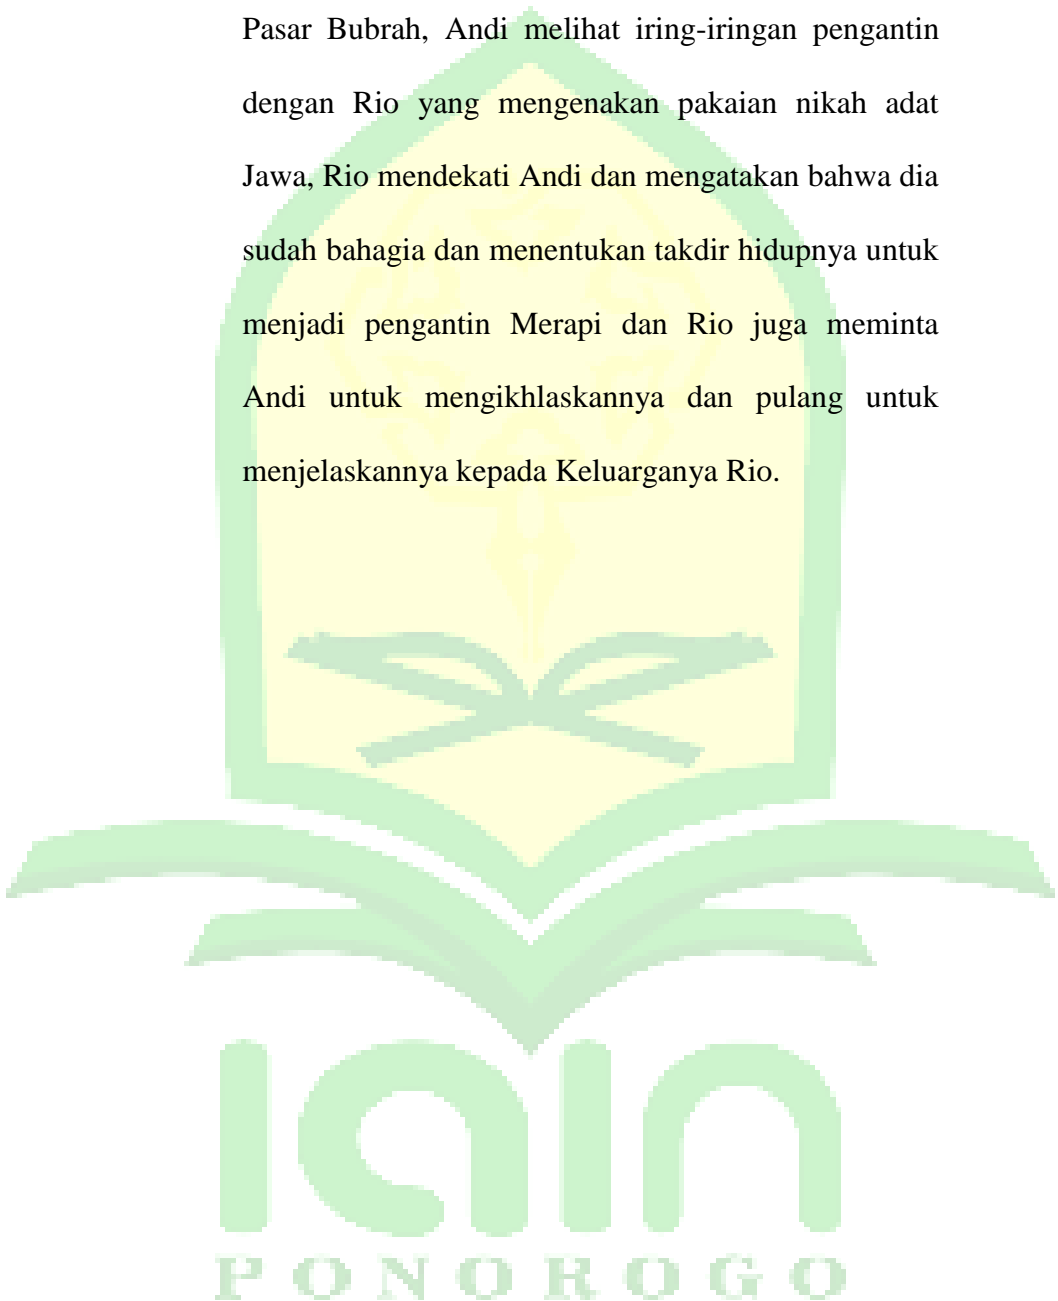 Pasar Bubrah, Andi melihat iring-iringan pengantin
dengan Rio yang mengenakan pakaian nikah adat
Jawa, Rio mendekati Andi dan mengatakan bahwa dia
sudah bahagia dan menentukan takdir hidupnya untuk
menjadi pengantin Merapi dan Rio juga meminta
Andi untuk mengikhlaskannya dan pulang untuk
menjelaskannya kepada Keluarganya Rio.
iain
PONOROGO